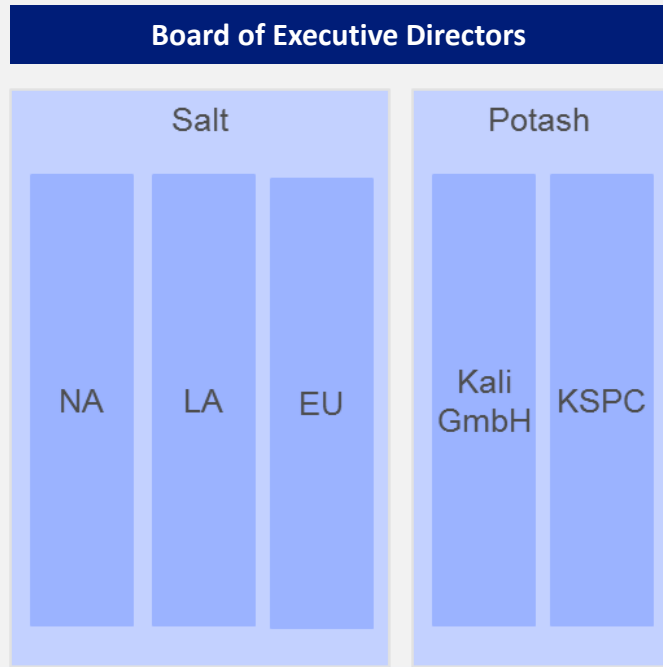 Board of Executive Directors
Salt
Potash
NA
LA
EU
Kali
GmbH
KSPC